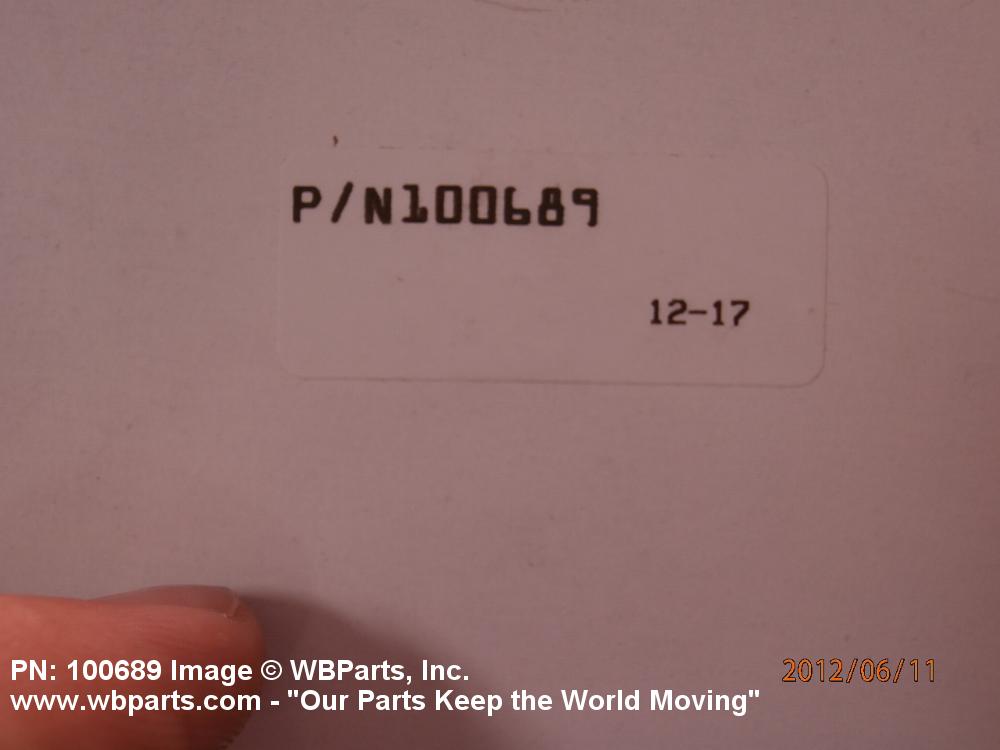 P/N100689
12-17
2012/06/11
PN: 100689 Image © WBParts, Inc.
www.wbparts.com - "Our Parts Keep the World Moving"